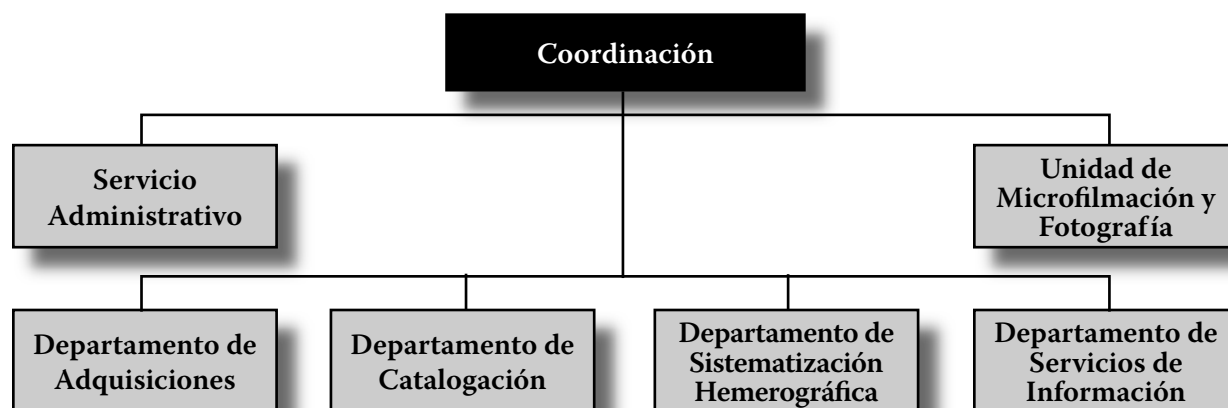 Coordinación
Servicio
Administrativo
Unidad de
Microfilmación y
Fotografía
Departamento de
Adquisiciones
Departamento de
Catalogación
Departamento de
Sistematización
Hemerográfica
Departamento de
Servicios de
Información